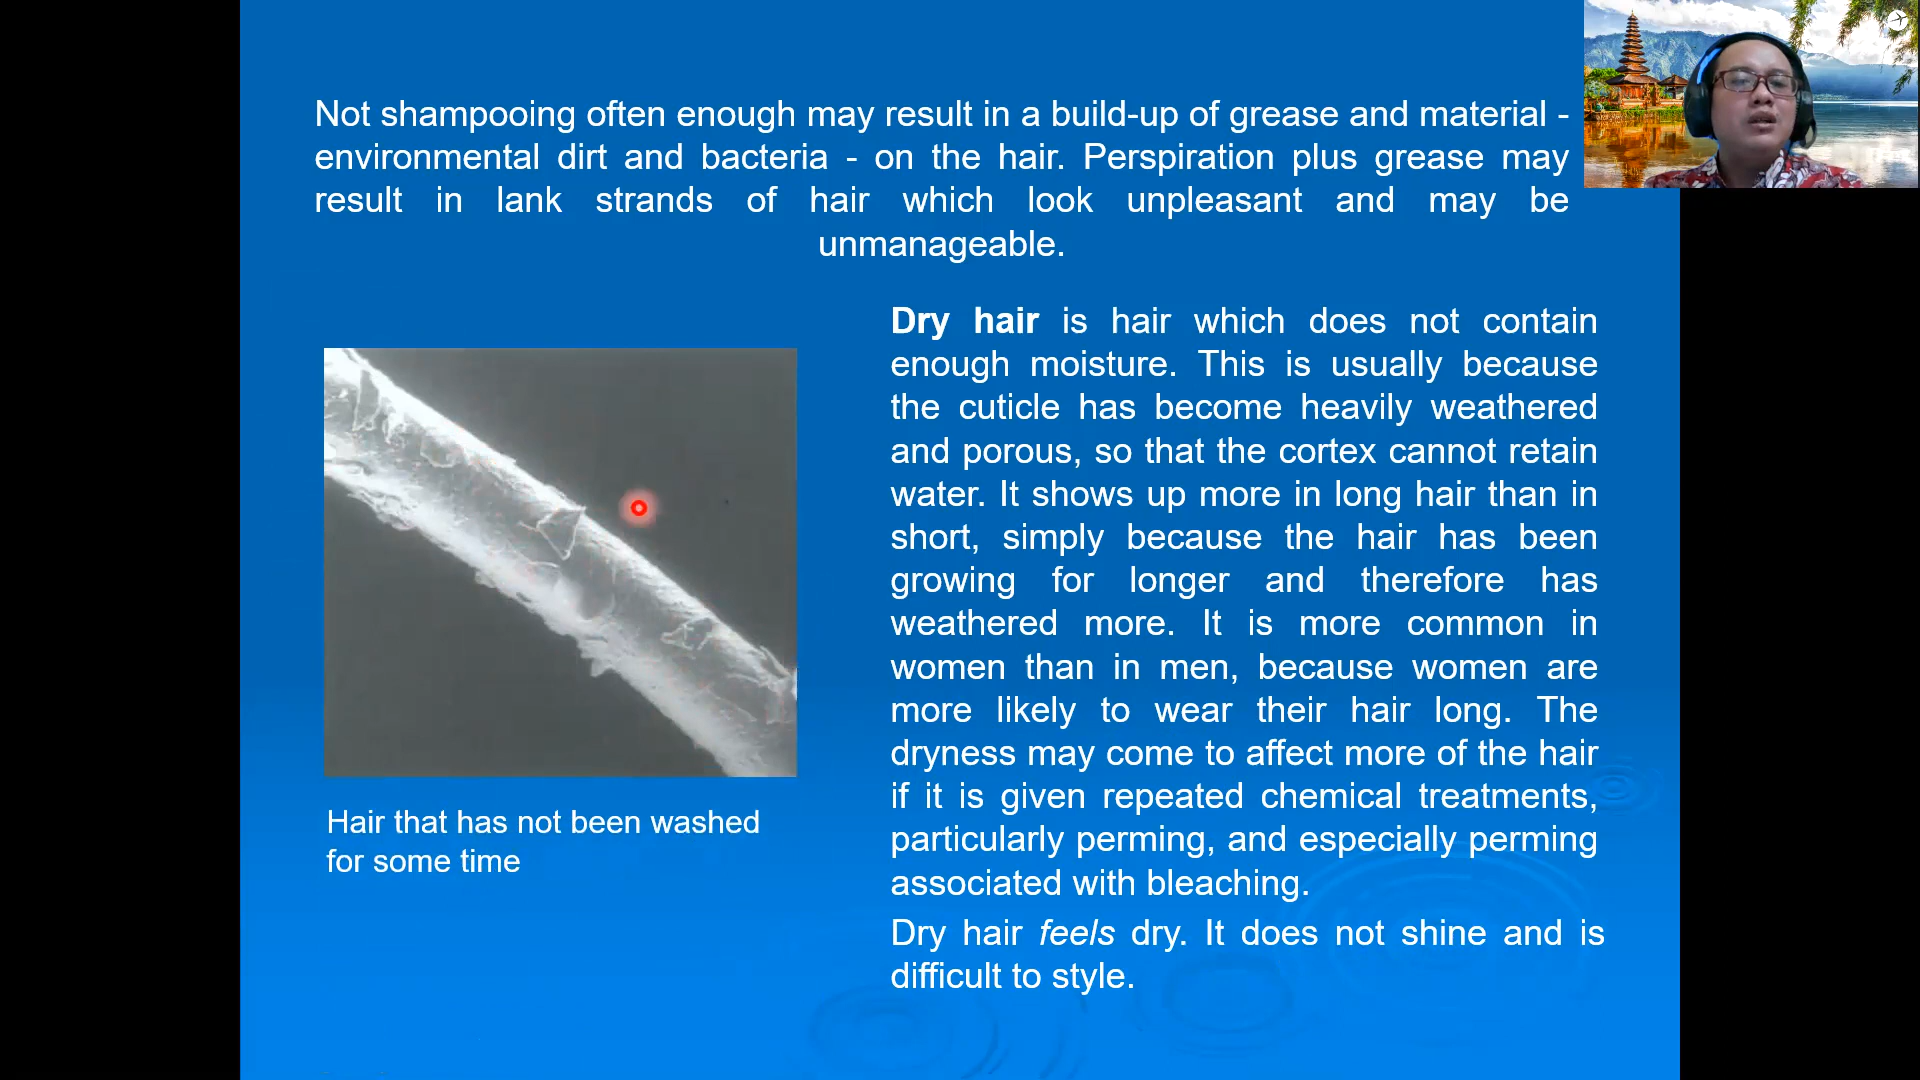 Not shampooing often enough may result in a build-up of grease and material -
environmental dirt and bacteria - on the hair. Perspiration plus grease may
result in lank strands of hair which look unpleasant and may be
unmanageable.
Dry hair is hair which does not contain
enough moisture. This is usually because
the cuticle has become heavily weathered
and porous, so that the cortex cannot retain
water. It shows up more in long hair than in
short, simply because the hair has been
growing for longer and therefore has
weathered more. It is more common in
women than in men, because women are
more likely to wear their hair long. The
dryness may come to affect more of the hair
if it is given repeated chemical treatments,
particularly perming, and especially perming
associated with bleaching.
Dry hair feels dry. It does not shine and is
difficult to style.
Hair that has not been washed
for some time